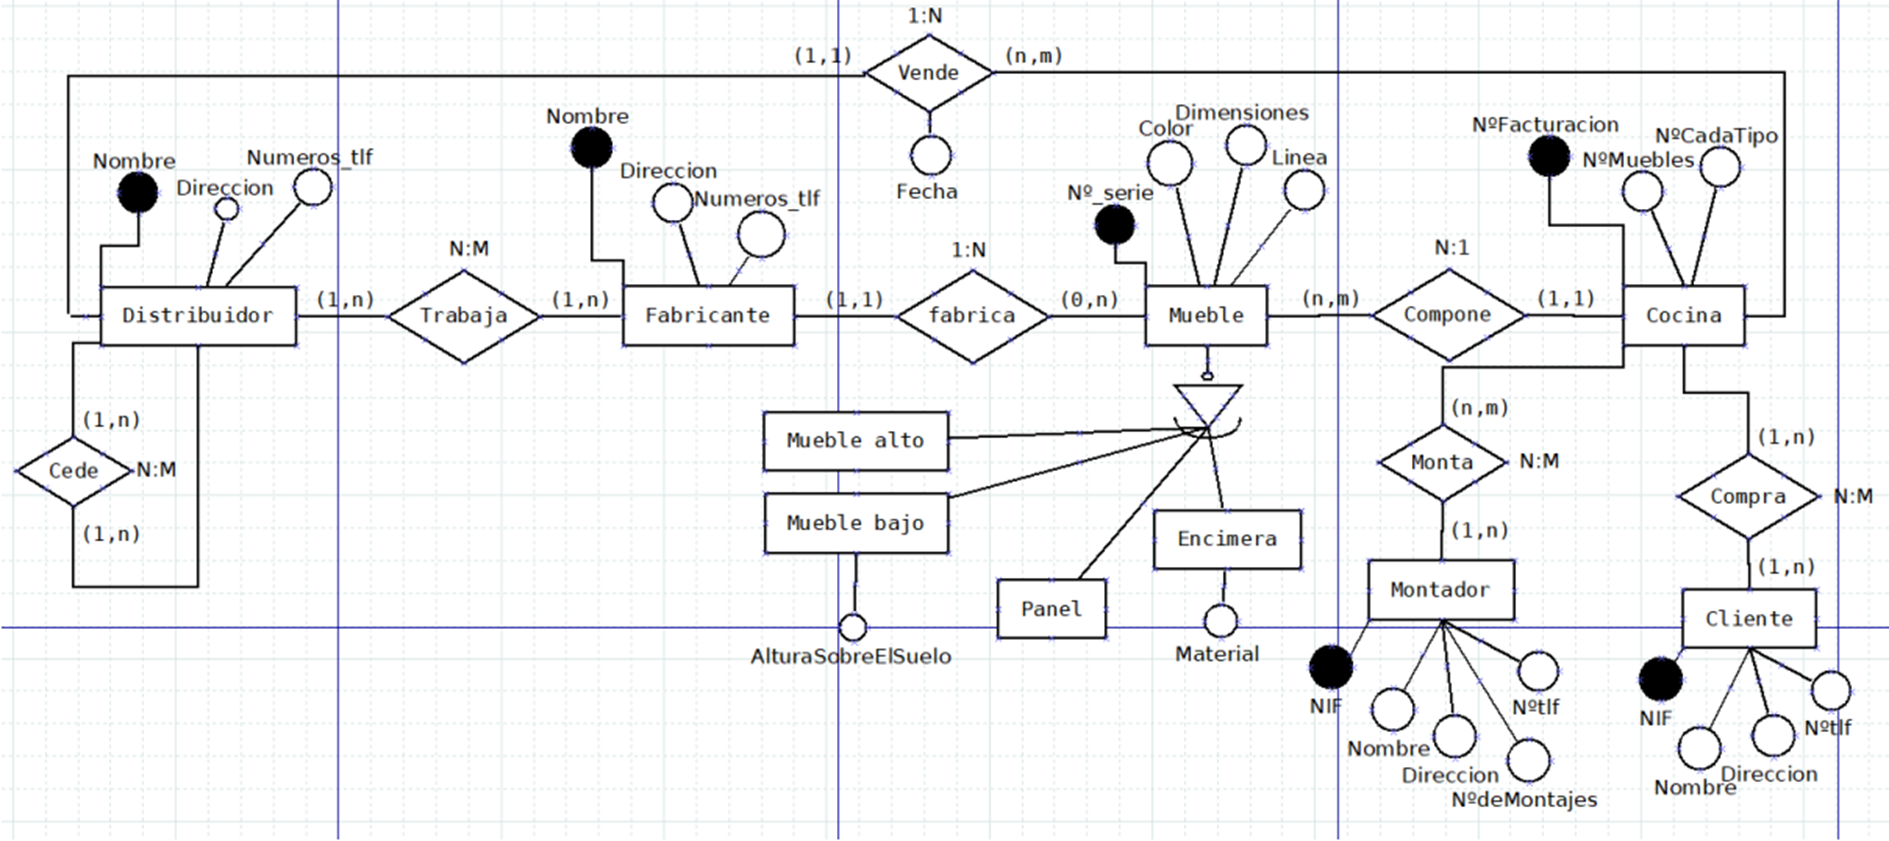 1:N
(1,1)
Vende
(n,m)
Fecha
Nombre
Direccion
Numeros_tlf
Nombre
Direccion
Numeros_tlf
Nº_serie
Color
Dimensiones
Linea
NºFacturacion
NºMuebles
NºCadaTipo
Distribuidor
(1,n)
N:M
Trabaja
(1,n)
Fabricante
(1,1)
1:N
fabrica
(0,n)
Mueble
(n,m)
N:1
Compone
(1,1)
Cocina
(1,n)
Cede
N:M
(1,n)
Mueble alto
Mueble bajo
AlturaSobreElSuelo
Panel
Encimera
Material
(n,m)
Monta
N:M
(1,n)
Montador
NIF
Nombre
Direccion
NºdeMontajes
Nºtlf
(1,n)
Compra
N:M
(1,n)
Cliente
NIF
Nombre
Direccion
Nºtlf